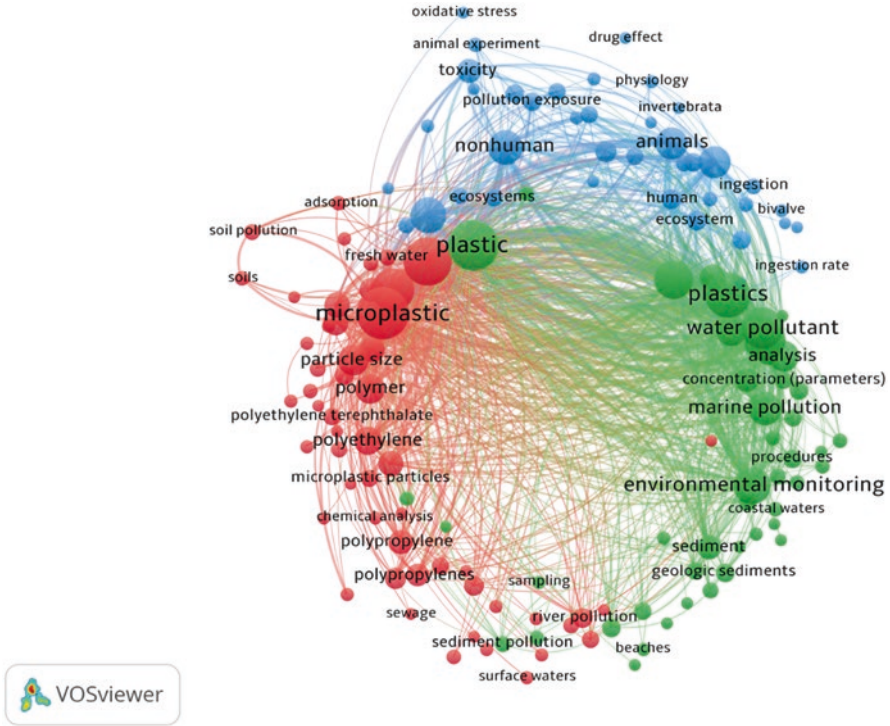 oxidative stress
drug effect
animal experiment
toxicity
physiology
pollution exposure
invertebrata
nonhuman
animals
ingestion
ecosystems
human
adsorption
bivalve
ecosystem
soil pollution
plastic
fresh water
ingestion rate
soils
plastics
microplastic
water pollutant
particle size
analysis
concentration (parameters)
polymer
marine pollution
polyethylene terephthalate
polyethylene
procedures
microplastic particles
environmental monitoring
coastal waters
chemical analysis
polypropylene
sediment
geologic sediments
polypropylenes
sampling
sewage
river pollution
sediment pollution
beaches
surface waters
VOSviewer